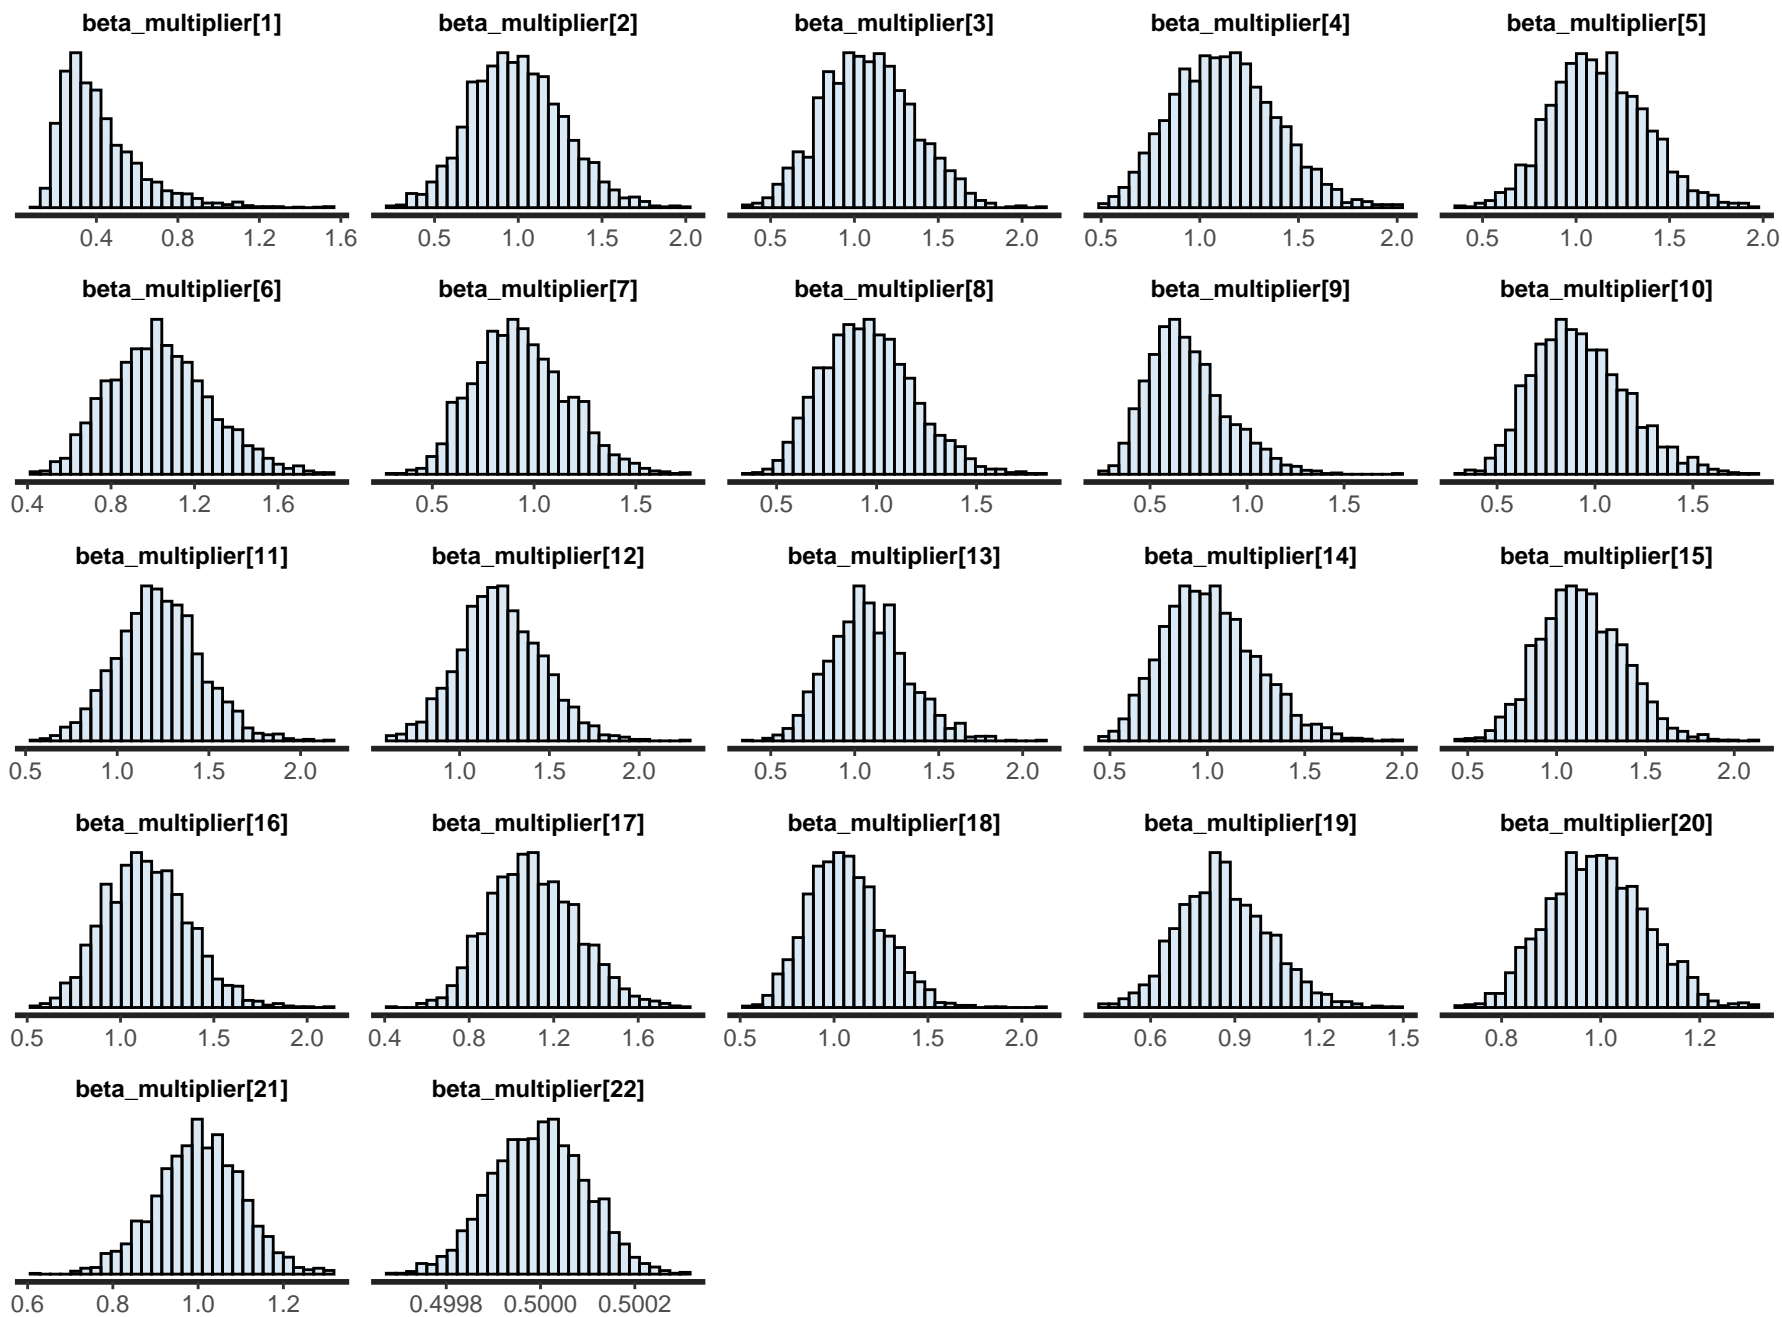 beta_multiplier[1] beta_multiplier[2] beta_multiplier[3] beta_multiplier[4] beta_multiplier[5]
0.4 0.8 1.2 1.6 0.5 1.0 1.5 2.0 0.5 1.0 1.5 2.0 0.5 1.0 1.5 2.0 0.5 1.0 1.5 2.0
beta_multiplier[6] beta_multiplier[7] beta_multiplier[8] beta_multiplier[9] beta_multiplier[10]
0.4 0.8 1.2 1.6 0.5 1.0 1.5 0.5 1.0 1.5 0.5 1.0 1.5 0.5 1.0 1.5
beta_multiplier[11] beta_multiplier[12] beta_multiplier[13] beta_multiplier[14] beta_multiplier[15]
0.5 1.0 1.5 2.0 1.0 1.5 2.0 0.5 1.0 1.5 2.0 0.5 1.0 1.5 2.0 0.5 1.0 1.5 2.0
beta_multiplier[16] beta_multiplier[17] beta_multiplier[18] beta_multiplier[19] beta_multiplier[20]
0.5 1.0 1.5 2.0 0.4 0.8 1.2 1.6 0.5 1.0 1.5 2.0 0.6 0.9 1.2 1.5 0.8 1.0 1.2
beta_multiplier[21] beta_multiplier[22]
0.6 0.8 1.0 1.2 0.4998 0.5000 0.5002